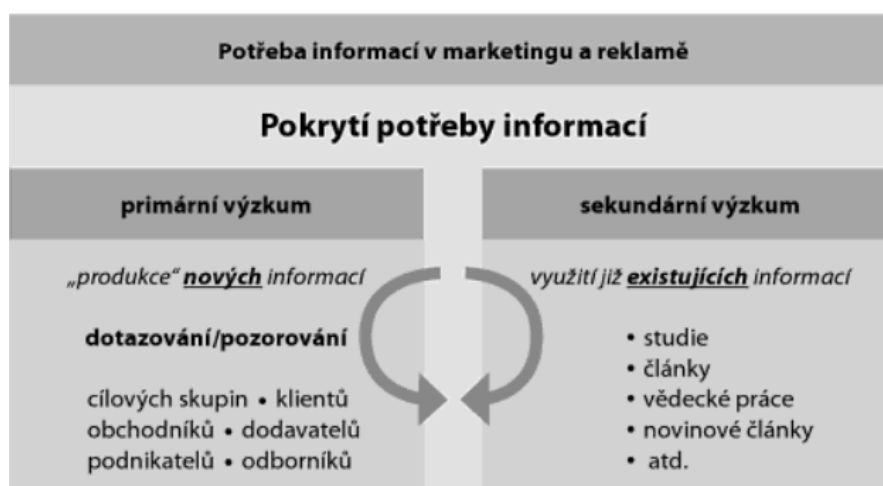 Potřeba informací v marketingu a reklamě
Pokrytí potřeby informací
primární výzkum
„produkce“ nových informací
dotazování/pozorování
cílových skupin • klientů
obchodníků • dodavatelů
podnikatelů • odborníků
sekundární výzkum
využití již existujících informací
• studie
• články
• vědecké práce
• novinové články
• atd.